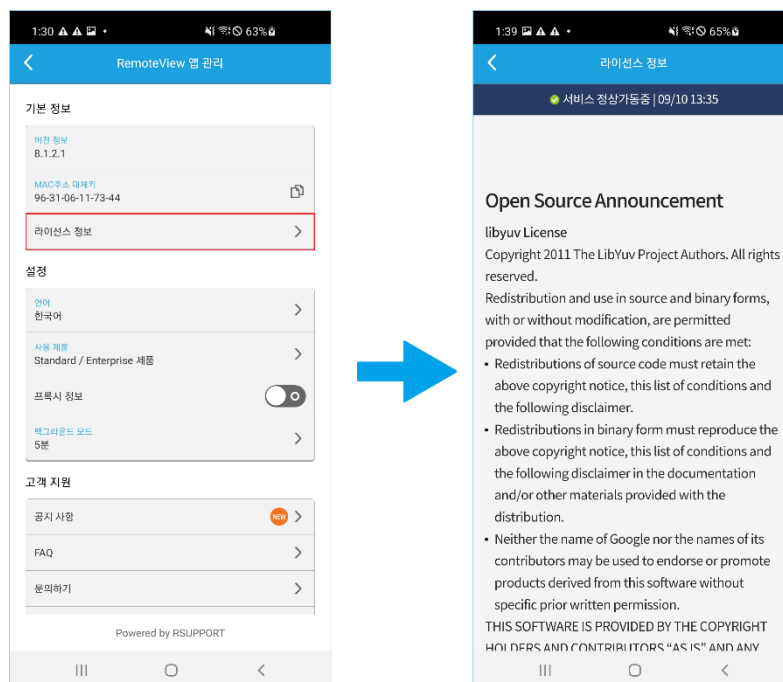 1:30
63%
RemoteView 앱 관리
기본 정보
버전 정보
8.1.2.1
MAC주소 대체키
96-31-06-11-73-44
라이선스 정보
설정
언어
한국어
사용 제품
Standard / Enterprise 제품
프록시 정보
백그라운드 모드
5분
고객 지원
공지 사항
NEW
FAQ
문의하기
Powered by RSUPPORT
1:39
65%
라이선스 정보
서비스 정상가동중 | 09/10 13:35
Open Source Announcement
libyuv License
Copyright 2011 The LibYuv Project Authors. All rights
reserved.
Redistribution and use in source and binary forms,
with or without modification, are permitted
provided that the following conditions are met:
• Redistributions of source code must retain the
above copyright notice, this list of conditions and
the following disclaimer.
• Redistributions in binary form must reproduce the
above copyright notice, this list of conditions and
the following disclaimer in the documentation
and/or other materials provided with the
distribution.
• Neither the name of Google nor the names of its
contributors may be used to endorse or promote
products derived from this software without
specific prior written permission.
THIS SOFTWARE IS PROVIDED BY THE COPYRIGHT
HOLDERS AND CONTRIBUTORS “AS IS” AND ANY